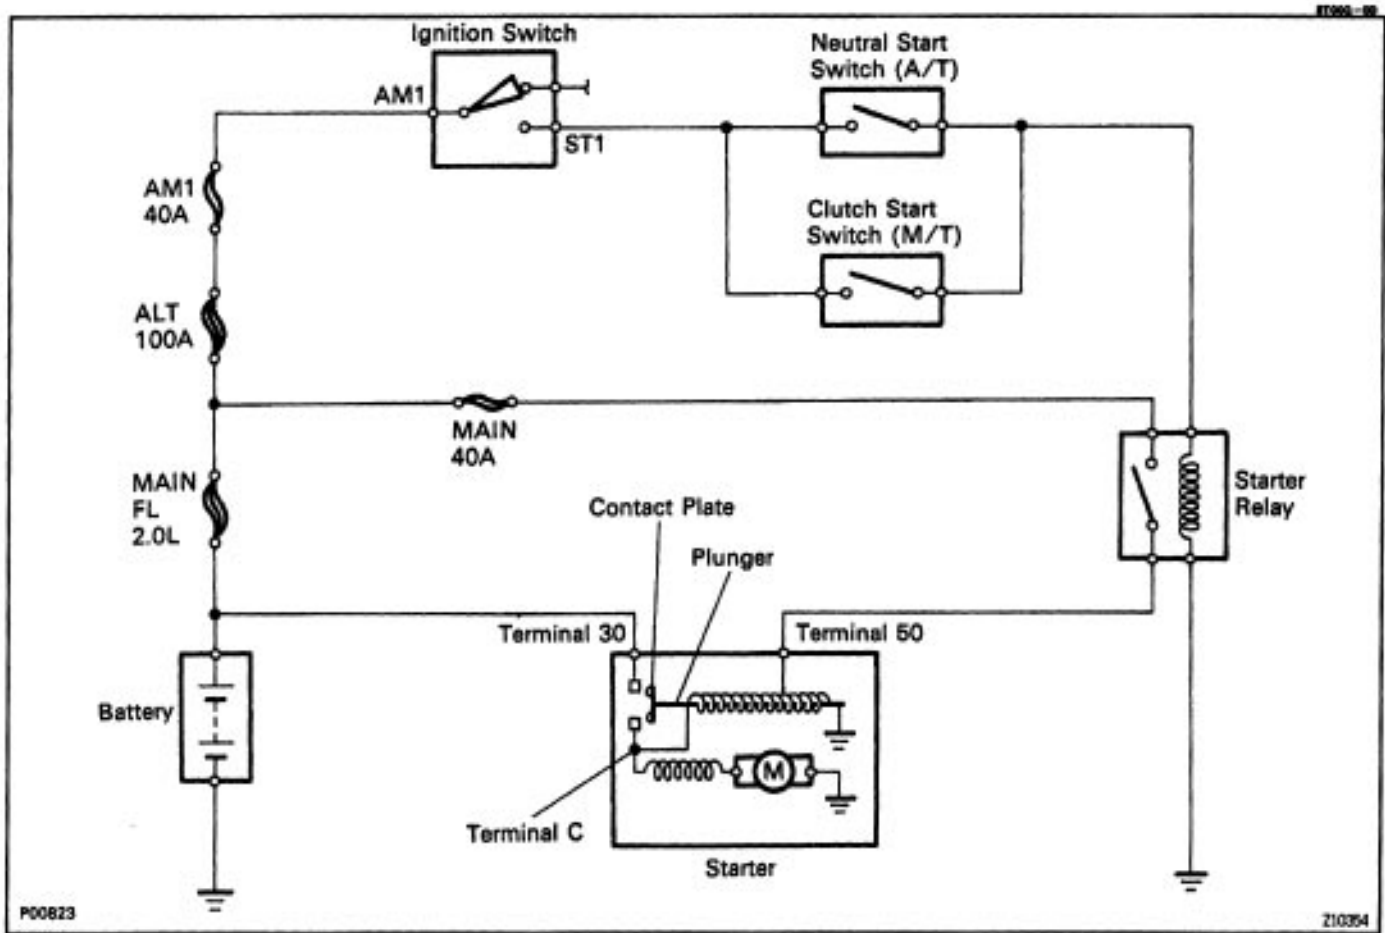 Ignition Switch
Neutral Start
Switch (A/T)
AM1
ST1
AM1
40A
Clutch Start
Switch (M/T)
ALT
100A
MAIN
40A
MAIN
FL
2.0L
Starter
Relay
Contact Plate
Plunger
Terminal 30
Terminal 50
Battery
M
Terminal C
Starter
P00823
Z10354